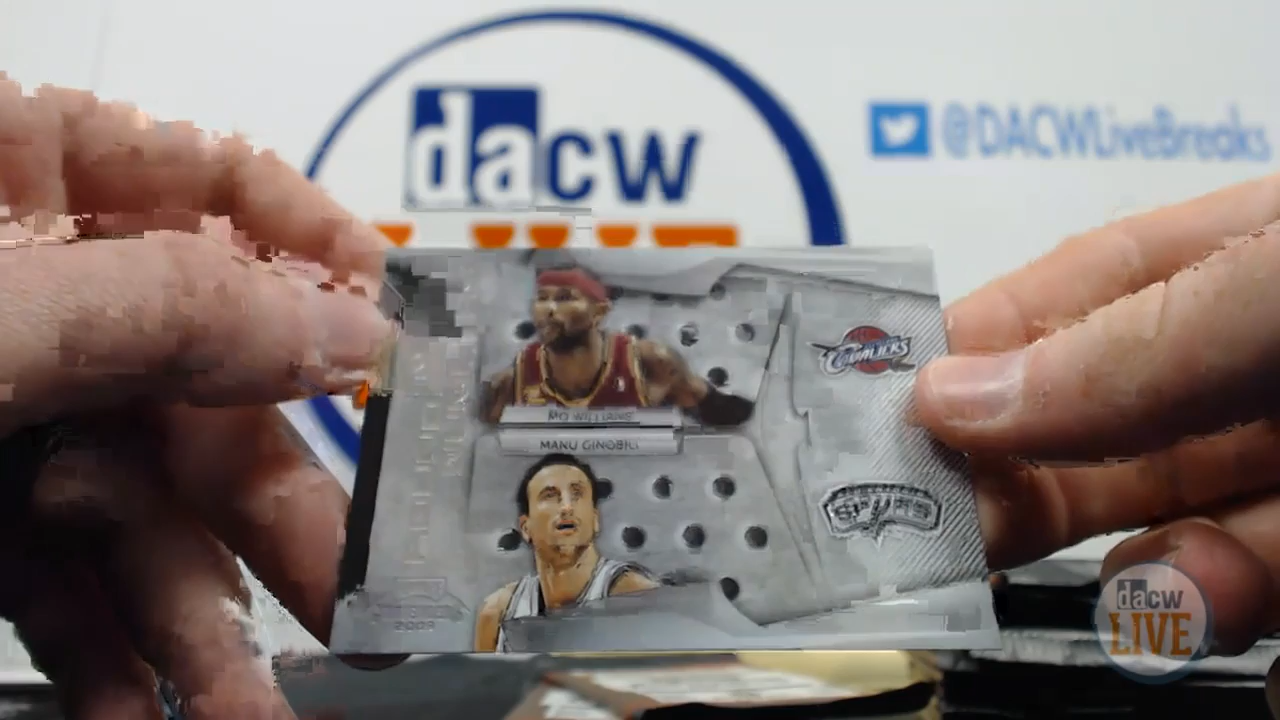 dacw
@DACWLiveBreaks
CAVALIERS
MO WILLIAMS
MANU GINOBILI
SPURS
2009
dacw
LIVE